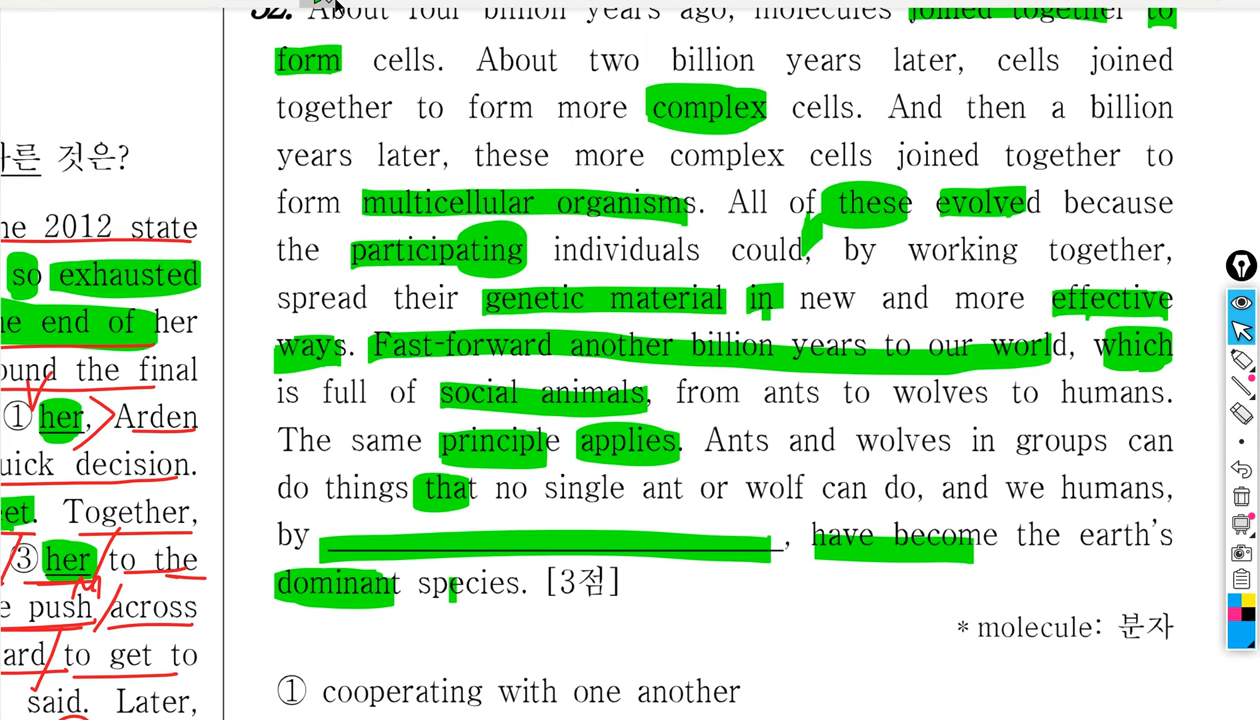 다른 것은?
he 2012 state
so exhausted
he end of her
ound the final
① her, Arden
quick decision.
eet. Together,
③ her to the
e push across
ard to get to
said. Later,
32. About four billion years ago, molecules joined together to
form cells. About two billion years later, cells joined
together to form more complex cells. And then a billion
years later, these more complex cells joined together to
form multicellular organisms. All of these evolved because
the participating individuals could, by working together,
spread their genetic material in new and more effective
ways. Fast-forward another billion years to our world, which
is full of social animals, from ants to wolves to humans.
The same principle applies. Ants and wolves in groups can
do things that no single ant or wolf can do, and we humans,
by ____________________, have become the earth's
dominant species. [3점]
* molecule: 분자
① cooperating with one another